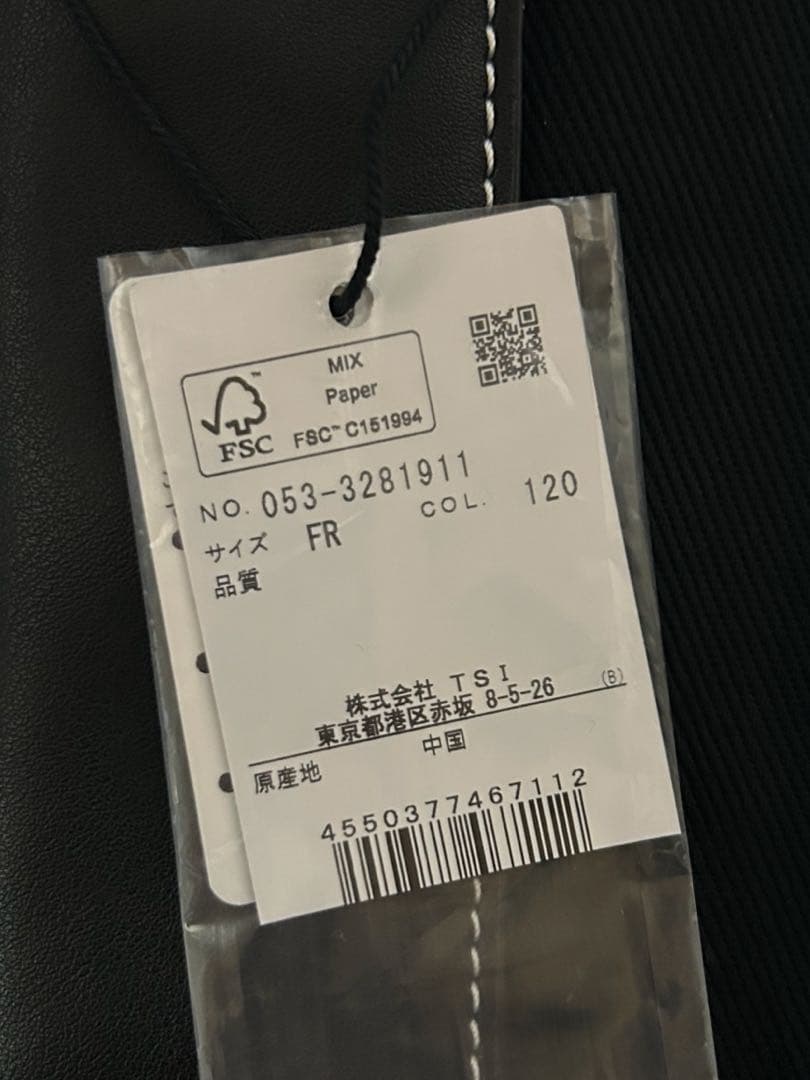 MIX
Paper
FSC™ C151994
FSC™
NO. 053-3281911
COL. 120
サイズ FR
品質
株式会社 TSI
東京都港区赤坂 8-5-26 (B)
原産地 中国
4550377467112